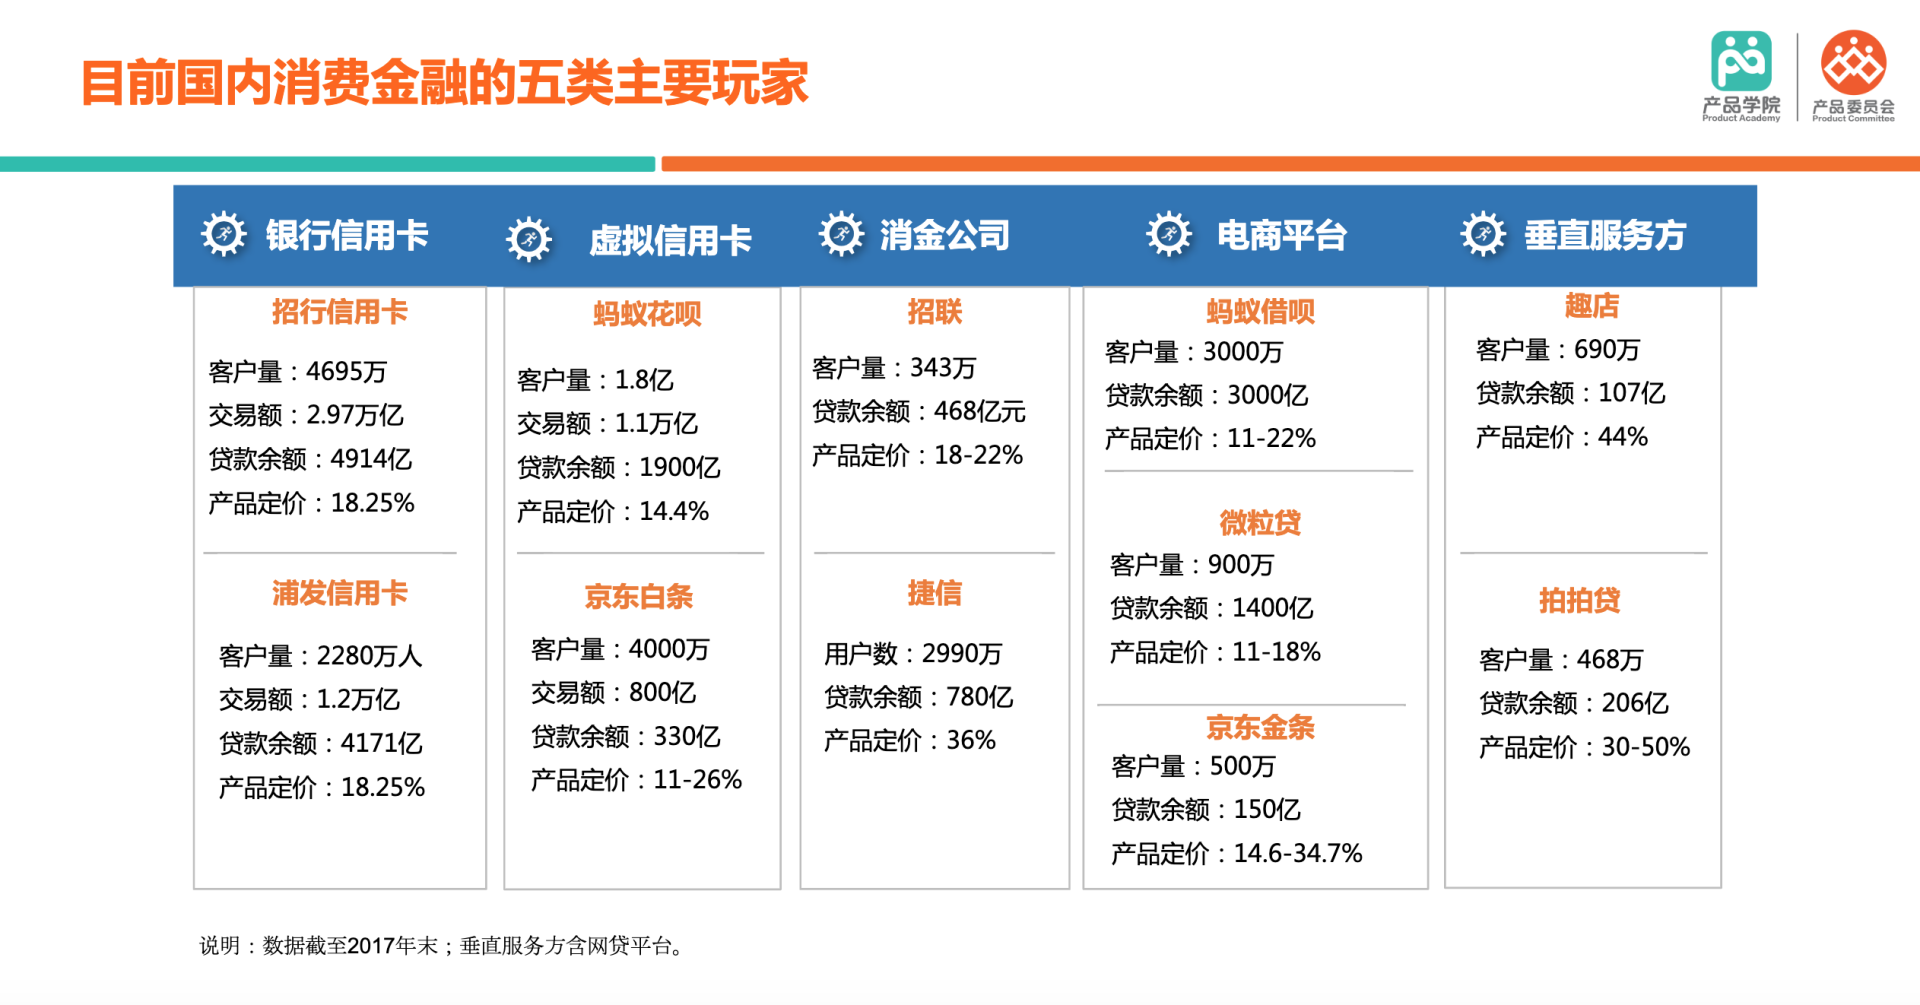 目前国内消费金融的五类主要玩家
产品学院
Product Academy
产品委员会
Product Committee
银行信用卡
招行信用卡
客户量：4695万
交易额：2.97万亿
贷款余额：4914亿
产品定价：18.25%
浦发信用卡
客户量：2280万人
交易额：1.2万亿
贷款余额：4171亿
产品定价：18.25%
虚拟信用卡
蚂蚁花呗
客户量：1.8亿
交易额：1.1万亿
贷款余额：1900亿
产品定价：14.4%
京东白条
客户量：4000万
交易额：800亿
贷款余额：330亿
产品定价：11-26%
消金公司
招联
客户量：343万
贷款余额：468亿元
产品定价：18-22%
捷信
用户数：2990万
贷款余额：780亿
产品定价：36%
电商平台
蚂蚁借呗
客户量：3000万
贷款余额：3000亿
产品定价：11-22%
微粒贷
客户量：900万
贷款余额：1400亿
产品定价：11-18%
京东金条
客户量：500万
贷款余额：150亿
产品定价：14.6-34.7%
垂直服务方
趣店
客户量：690万
贷款余额：107亿
产品定价：44%
拍拍贷
客户量：468万
贷款余额：206亿
产品定价：30-50%
说明：数据截至2017年末；垂直服务方含网贷平台。